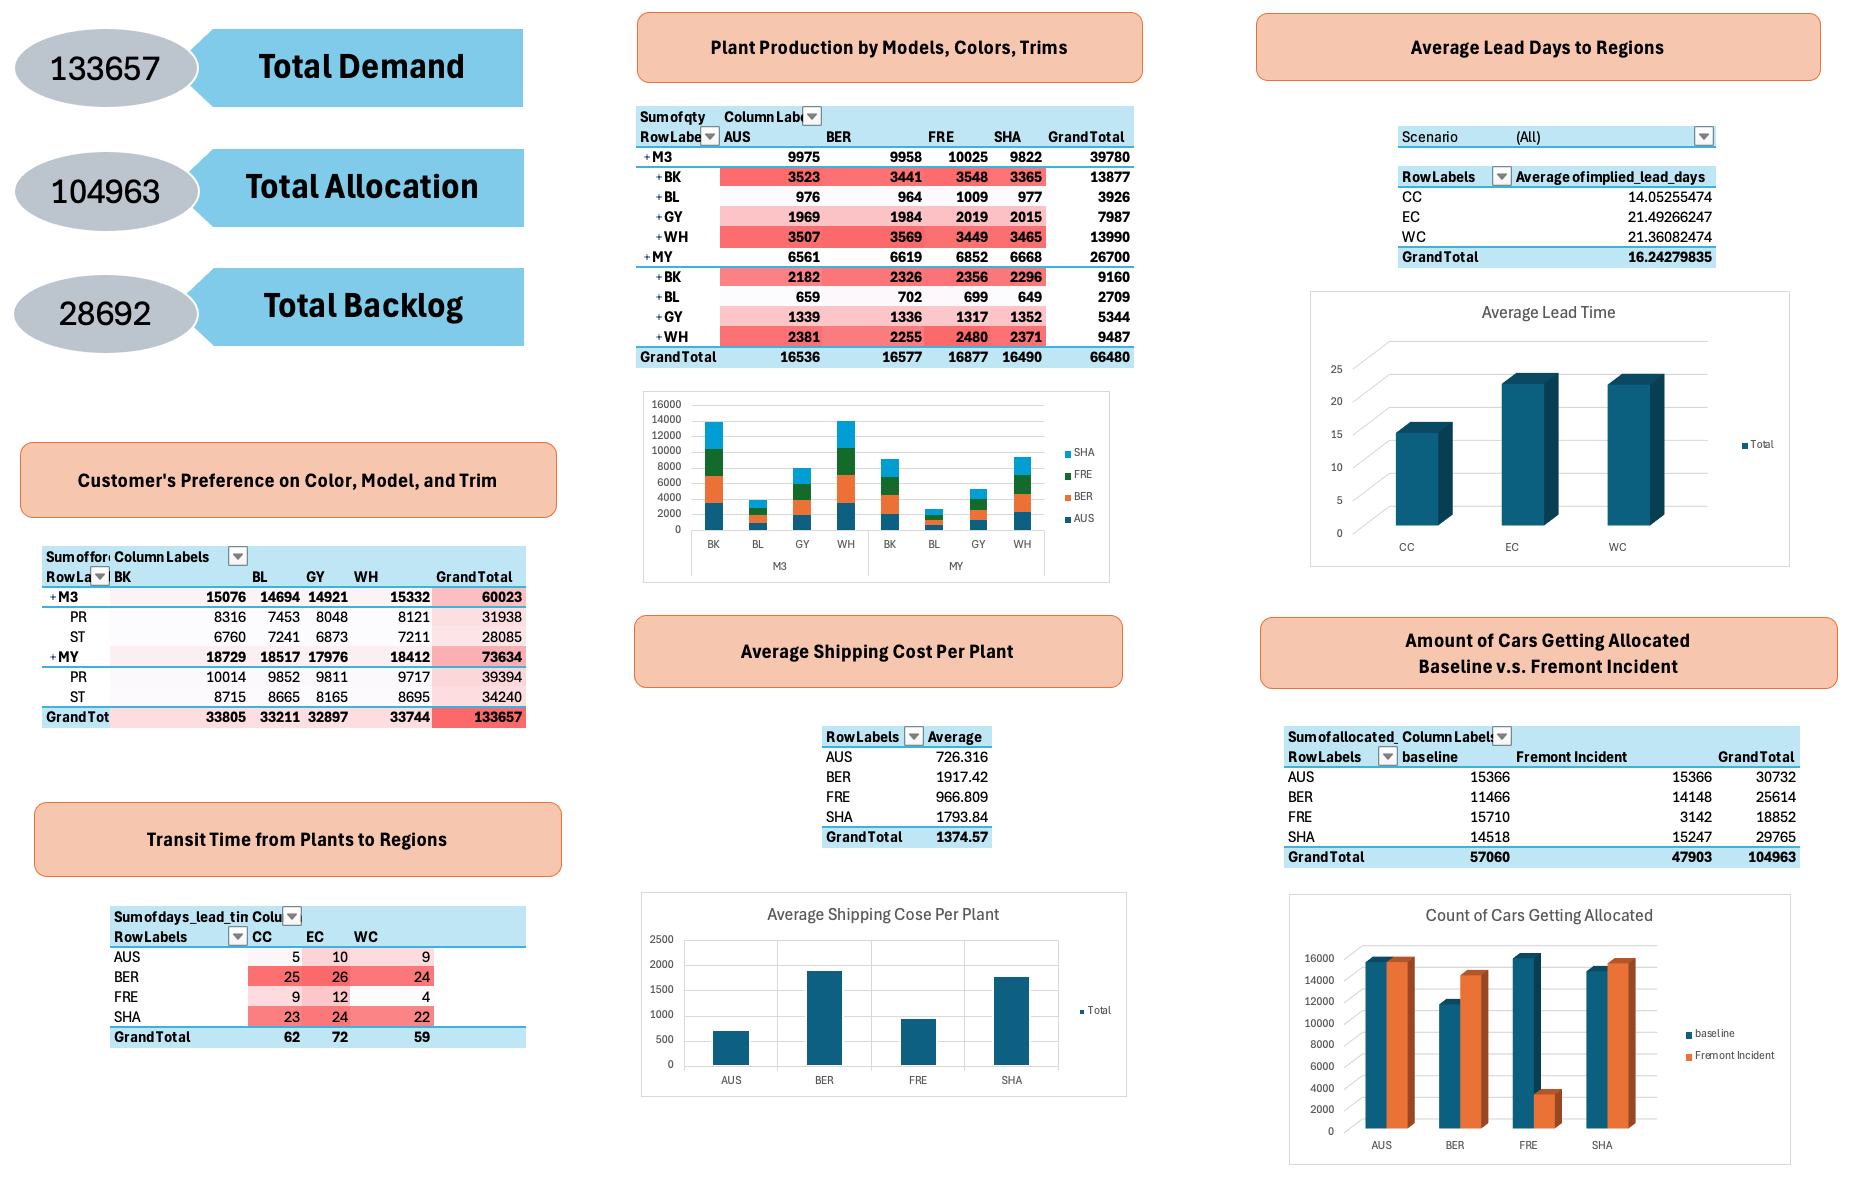 133657
Total Demand
104963
Total Allocation
28692
Total Backlog
Customer's Preference on Color, Model, and Trim
Sum of for Column Labels
Row La BK BL GY WH Grand Total
+M3 15076 14694 14921 15332 60023
PR 8316 7453 8048 8121 31938
ST 6760 7241 6873 7211 28085
+MY 18729 18517 17976 18412 73634
PR 10014 9852 9811 9717 39394
ST 8715 8665 8165 8695 34240
Grand Tot 33805 33211 32897 33744 133657
Transit Time from Plants to Regions
Sum of days_lead_tin Colu
Row Labels CC EC WC
AUS 5 10 9
BER 25 26 24
FRE 9 12 4
SHA 23 24 22
Grand Total 62 72 59
Plant Production by Models, Colors, Trims
Sum of qty Column Labe
Row Labe AUS BER FRE SHA Grand Total
+M3 9975 9958 10025 9822 39780
+BK 3523 3441 3548 3365 13877
+BL 976 964 1009 977 3926
+GY 1969 1984 2019 2015 7987
+WH 3507 3569 3449 3465 13990
+MY 6561 6619 6852 6668 26700
+BK 2182 2326 2356 2296 9160
+BL 659 702 699 649 2709
+GY 1339 1336 1317 1352 5344
+WH 2381 2255 2480 2371 9487
Grand Total 16536 16577 16877 16490 66480
16000
14000
12000
10000
8000
6000
4000
2000
0
BK BL GY WH BK BL GY WH
M3 MY
SHA
FRE
BER
AUS
Average Shipping Cost Per Plant
Row Labels Average
AUS 726.316
BER 1917.42
FRE 966.809
SHA 1793.84
Grand Total 1374.57
Average Shipping Cose Per Plant
2500
2000
1500
1000
500
0
AUS BER FRE SHA
Total
Average Lead Days to Regions
Scenario (All)
Row Labels Average of implied_lead_days
CC 14.05255474
EC 21.49266247
WC 21.36082474
Grand Total 16.24279835
Average Lead Time
25
20
15
10
5
0
CC EC WC
Total
Amount of Cars Getting Allocated
Baseline v.s. Fremont Incident
Sum of allocated_ Column Labels
Row Labels baseline Fremont Incident Grand Total
AUS 15366 15366 30732
BER 11466 14148 25614
FRE 15710 3142 18852
SHA 14518 15247 29765
Grand Total 57060 47903 104963
Count of Cars Getting Allocated
16000
14000
12000
10000
8000
6000
4000
2000
0
AUS BER FRE SHA
baseline
Fremont Incident